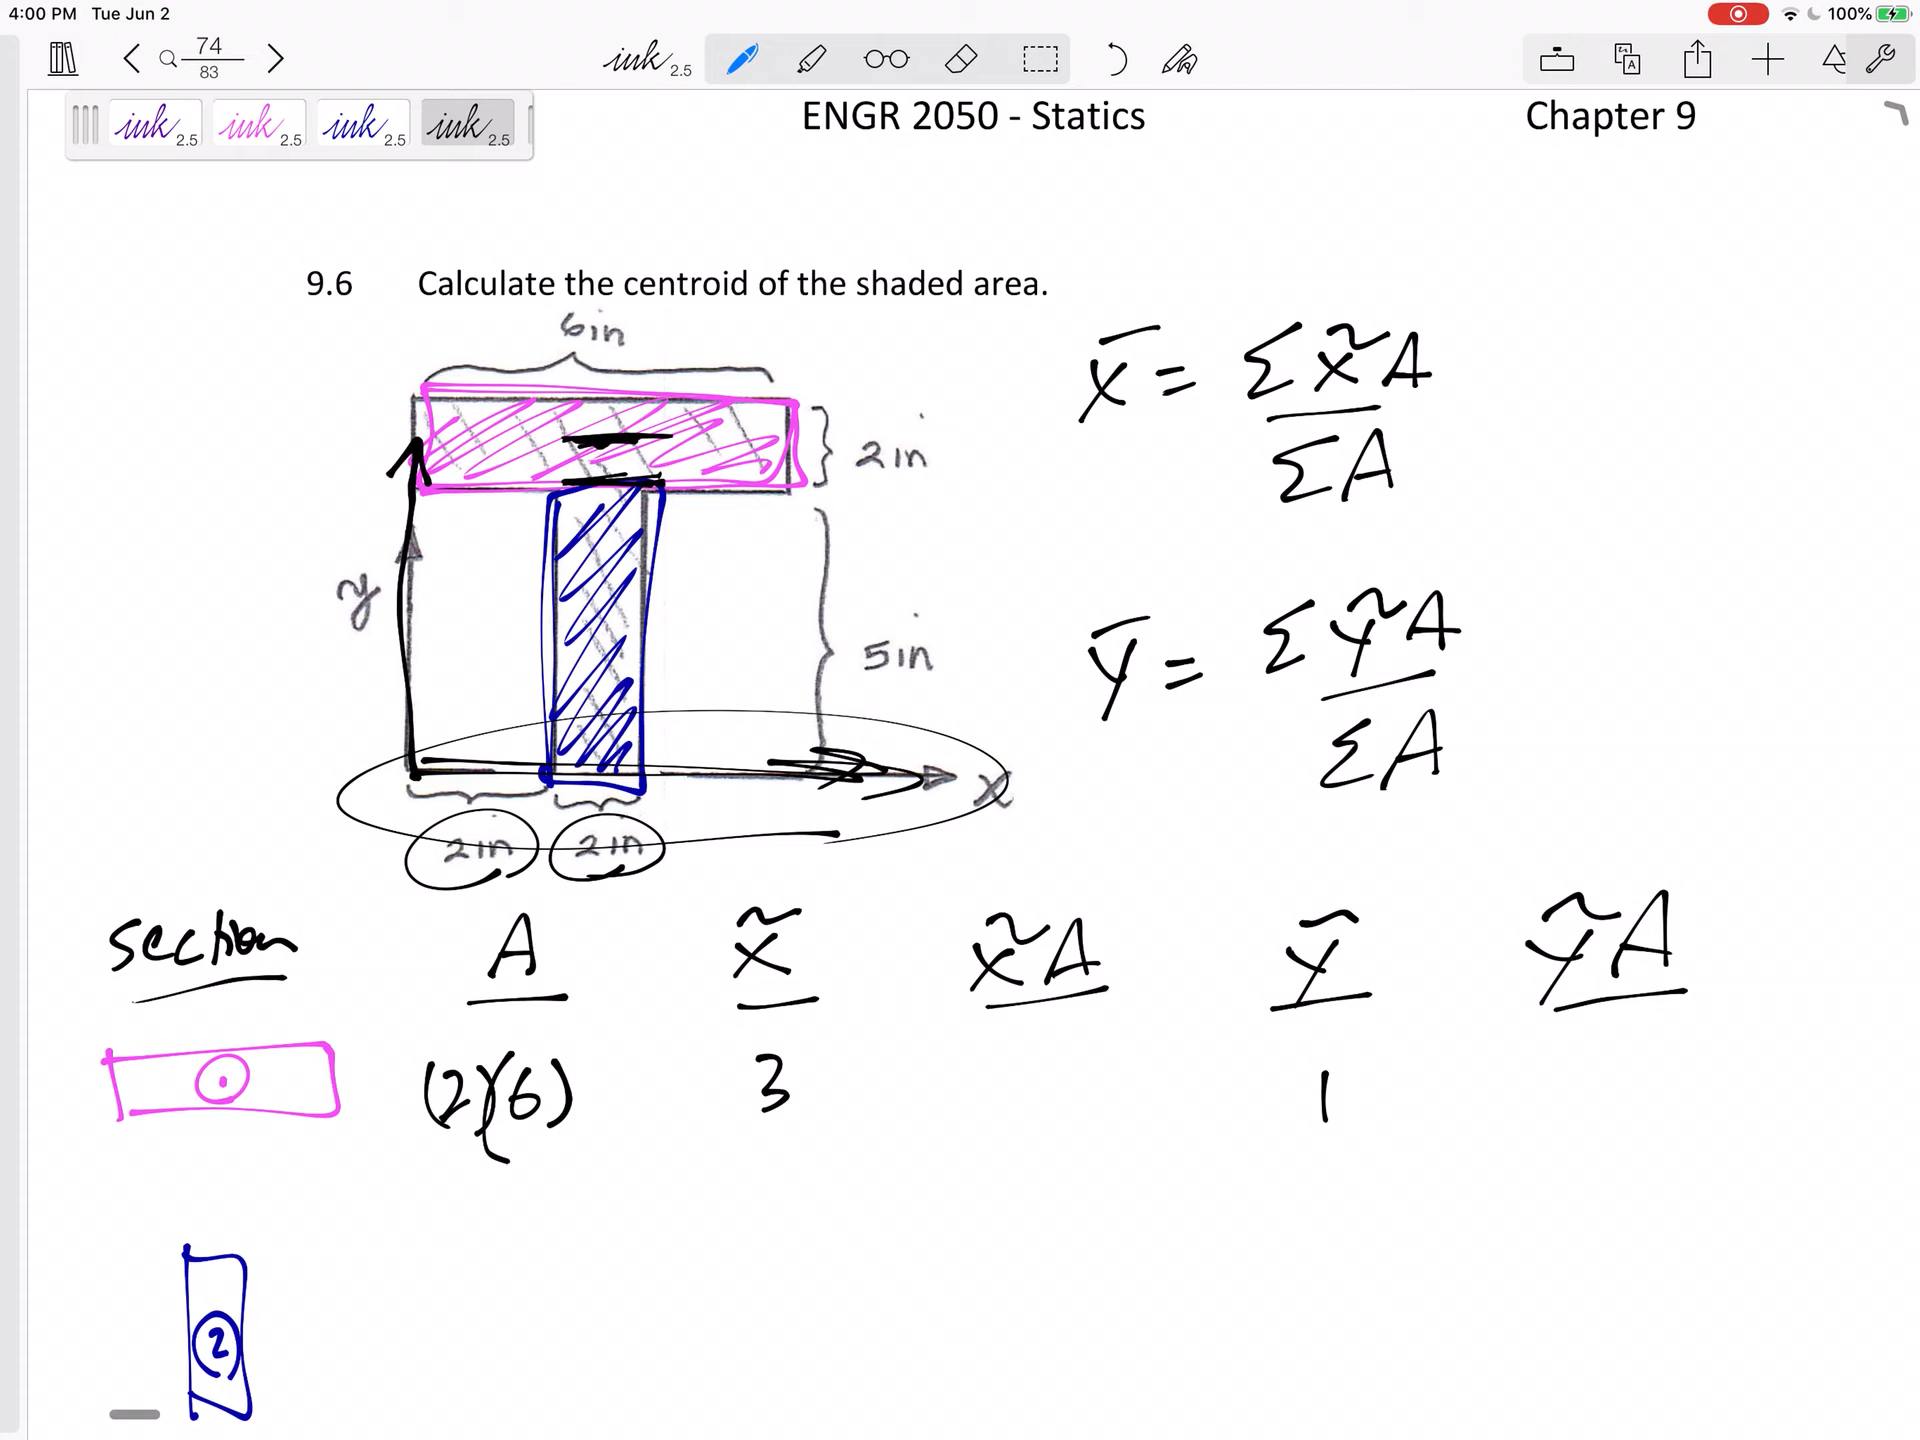 4:00 PM Tue Jun 2
100%
74
83
ink 2.5
ink 2.5 ink 2.5 ink 2.5 ink 2.5
ENGR 2050 - Statics
Chapter 9
9.6 Calculate the centroid of the shaded area.
6in
2in
5in
y
x
2in 2in
x̄ = Σx̃A / ΣA
ȳ = ΣỹA / ΣA
section A x̃ x̃A ỹ ỹA
1 (2)(6) 3 1
2